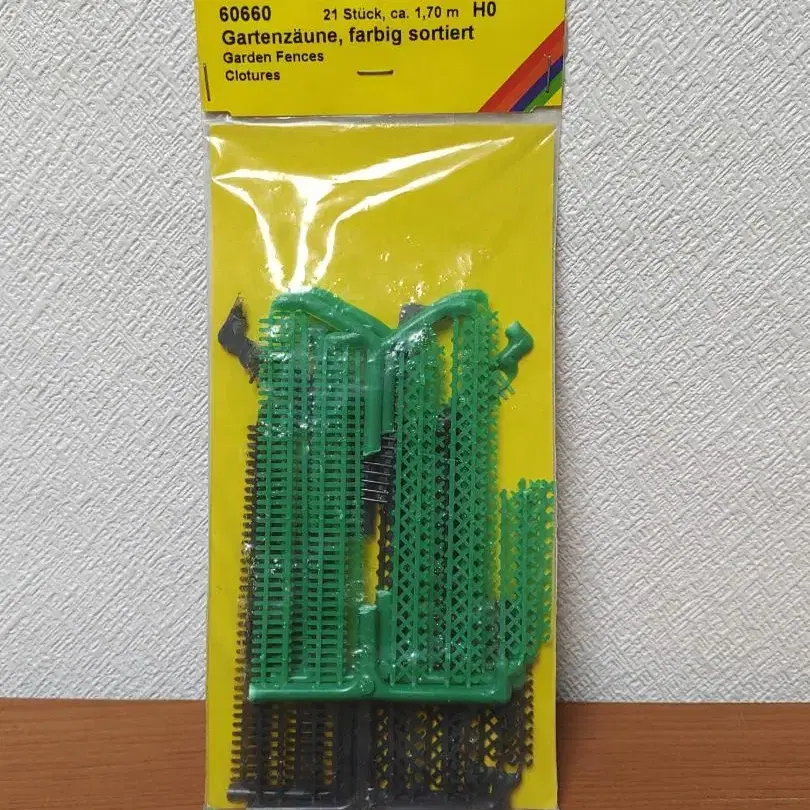 60660 21 Stück, ca. 1,70 m H0
Gartenzäune, farbig sortiert
Garden Fences
Clotures